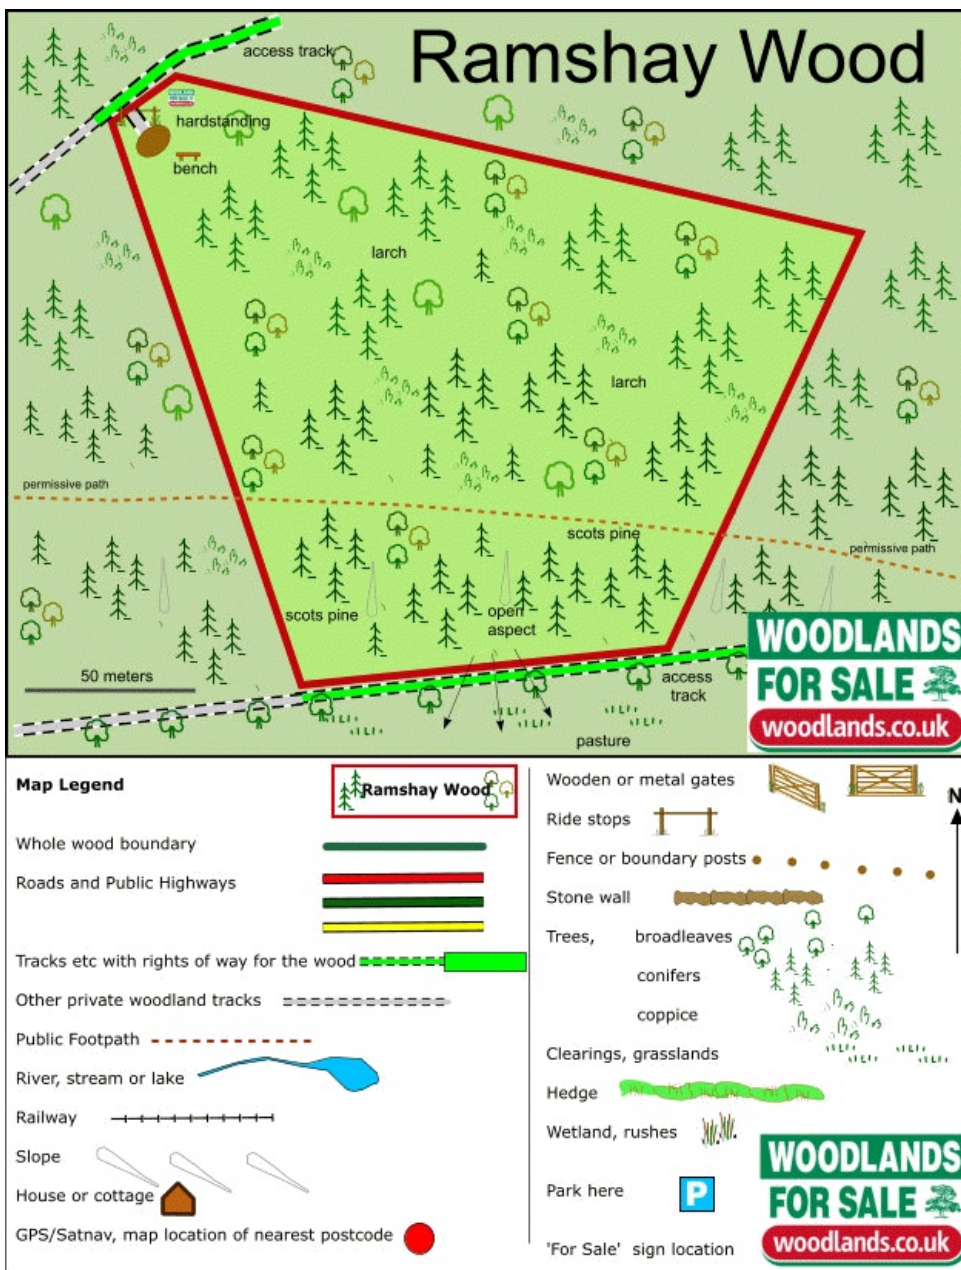 Ramshay Wood
access track
WOODLANDS
FOR SALE
hardstanding
bench
larch
larch
permissive path
scots pine
permissive path
scots pine
open
aspect
50 meters
access
track
pasture
WOODLANDS
FOR SALE
woodlands.co.uk
Map Legend
Ramshay Wood
Whole wood boundary
Roads and Public Highways
Tracks etc with rights of way for the wood
Other private woodland tracks
Public Footpath
River, stream or lake
Railway
Slope
House or cottage
GPS/Satnav, map location of nearest postcode
Wooden or metal gates
N
Ride stops
Fence or boundary posts
Stone wall
Trees, broadleaves
conifers
coppice
Clearings, grasslands
Hedge
Wetland, rushes
Park here
P
'For Sale' sign location
WOODLANDS
FOR SALE
woodlands.co.uk